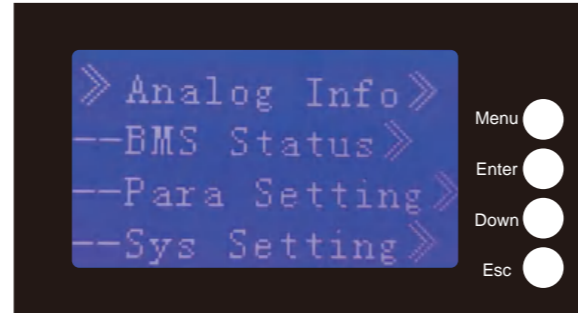 》Analog Info》
--BMS Status》
--Para Setting》
--Sys Setting》
Menu
Enter
Down
Esc